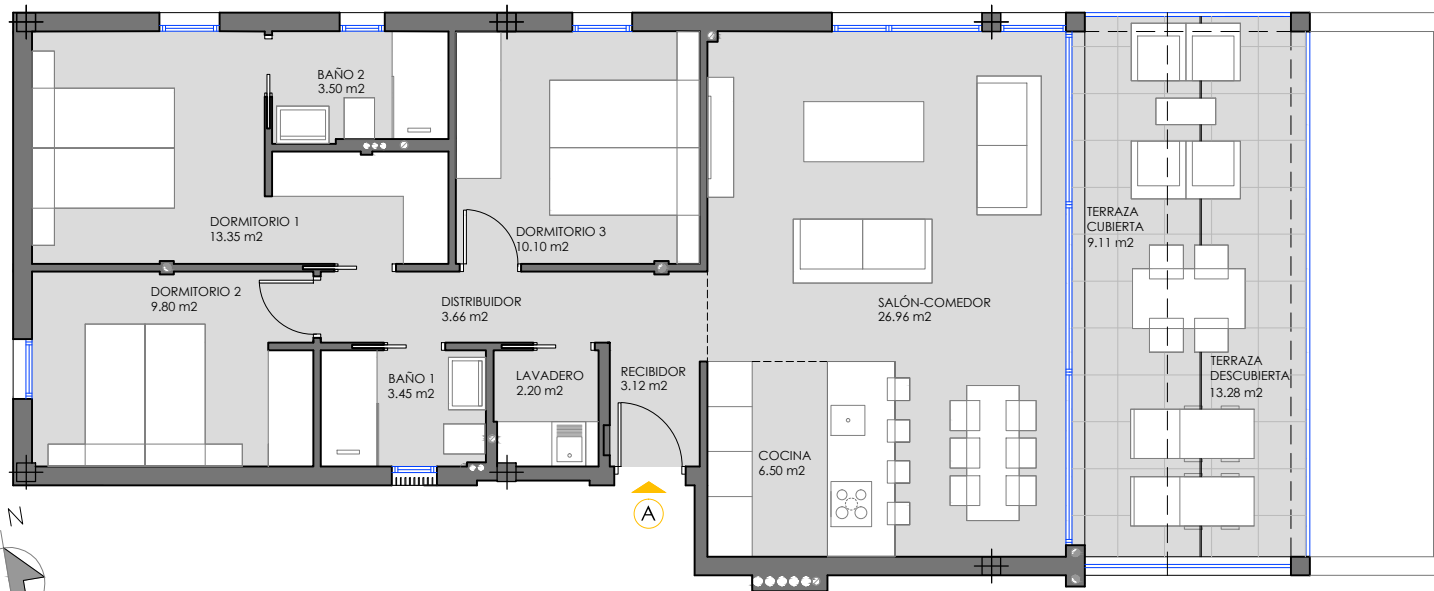 BAÑO 2
3.50 m2
DORMITORIO 1
13.35 m2
DORMITORIO 3
10.10 m2
TERRAZA
CUBIERTA
9.11 m2
DORMITORIO 2
9.80 m2
DISTRIBUIDOR
3.66 m2
SALÓN-COMEDOR
26.96 m2
BAÑO 1
3.45 m2
LAVADERO
2.20 m2
RECIBIDOR
3.12 m2
TERRAZA
DESCUBIERTA
13.28 m2
COCINA
6.50 m2
A
N